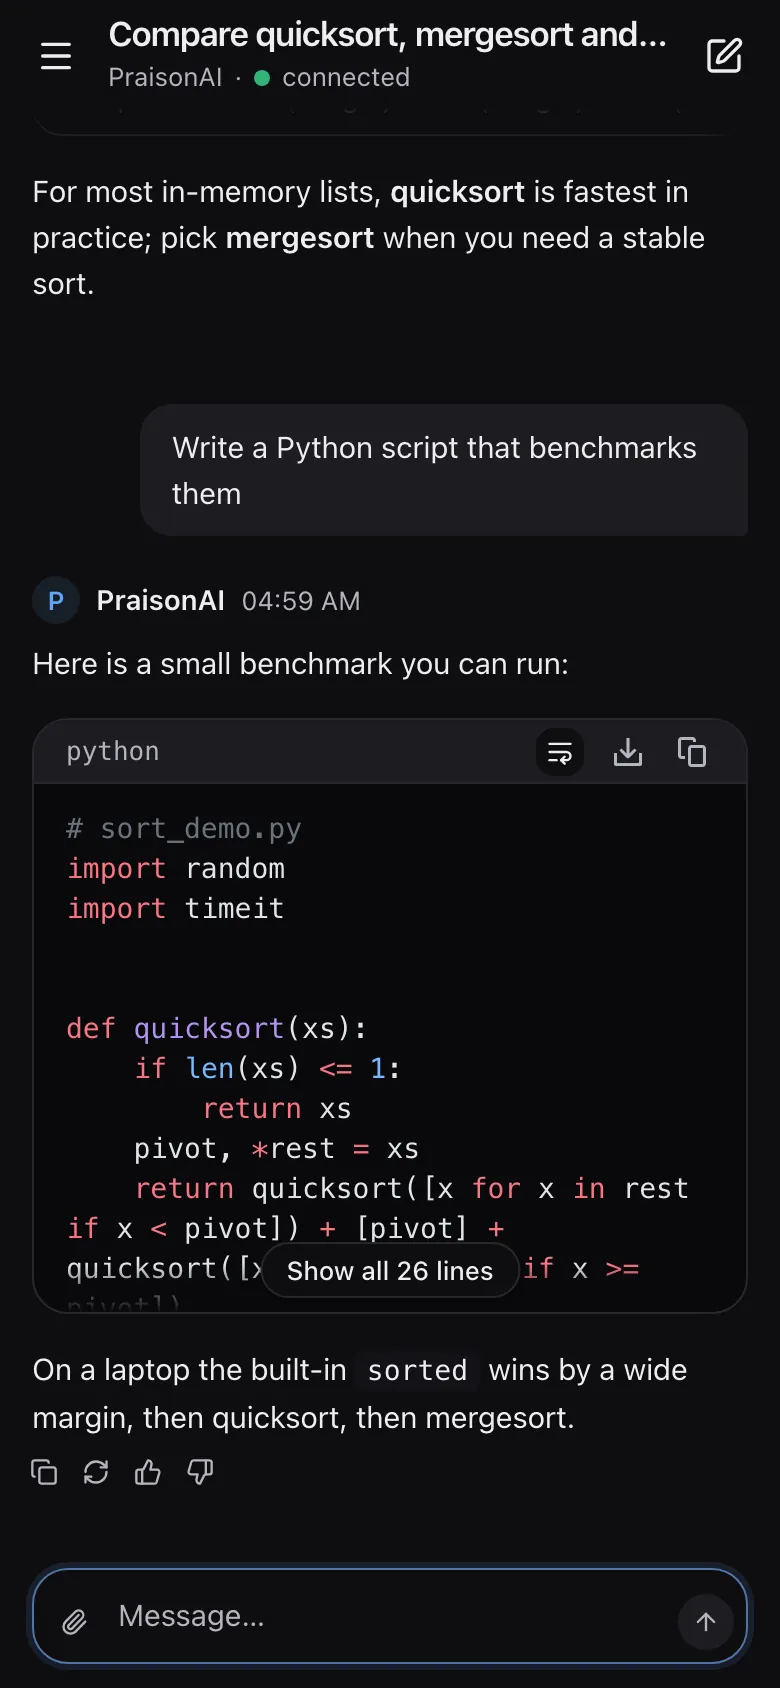 Compare quicksort, mergesort and...
PraisonAI · connected
For most in-memory lists, quicksort is fastest in
practice; pick mergesort when you need a stable
sort.
Write a Python script that benchmarks
them
P PraisonAI 04:59 AM
Here is a small benchmark you can run:
python
# sort_demo.py
import random
import timeit
def quicksort(xs):
    if len(xs) <= 1:
        return xs
    pivot, *rest = xs
    return quicksort([x for x in rest
if x < pivot]) + [pivot] +
quicksort([x if x >=
pivot])
Show all 26 lines
On a laptop the built-in sorted wins by a wide
margin, then quicksort, then mergesort.
Message...